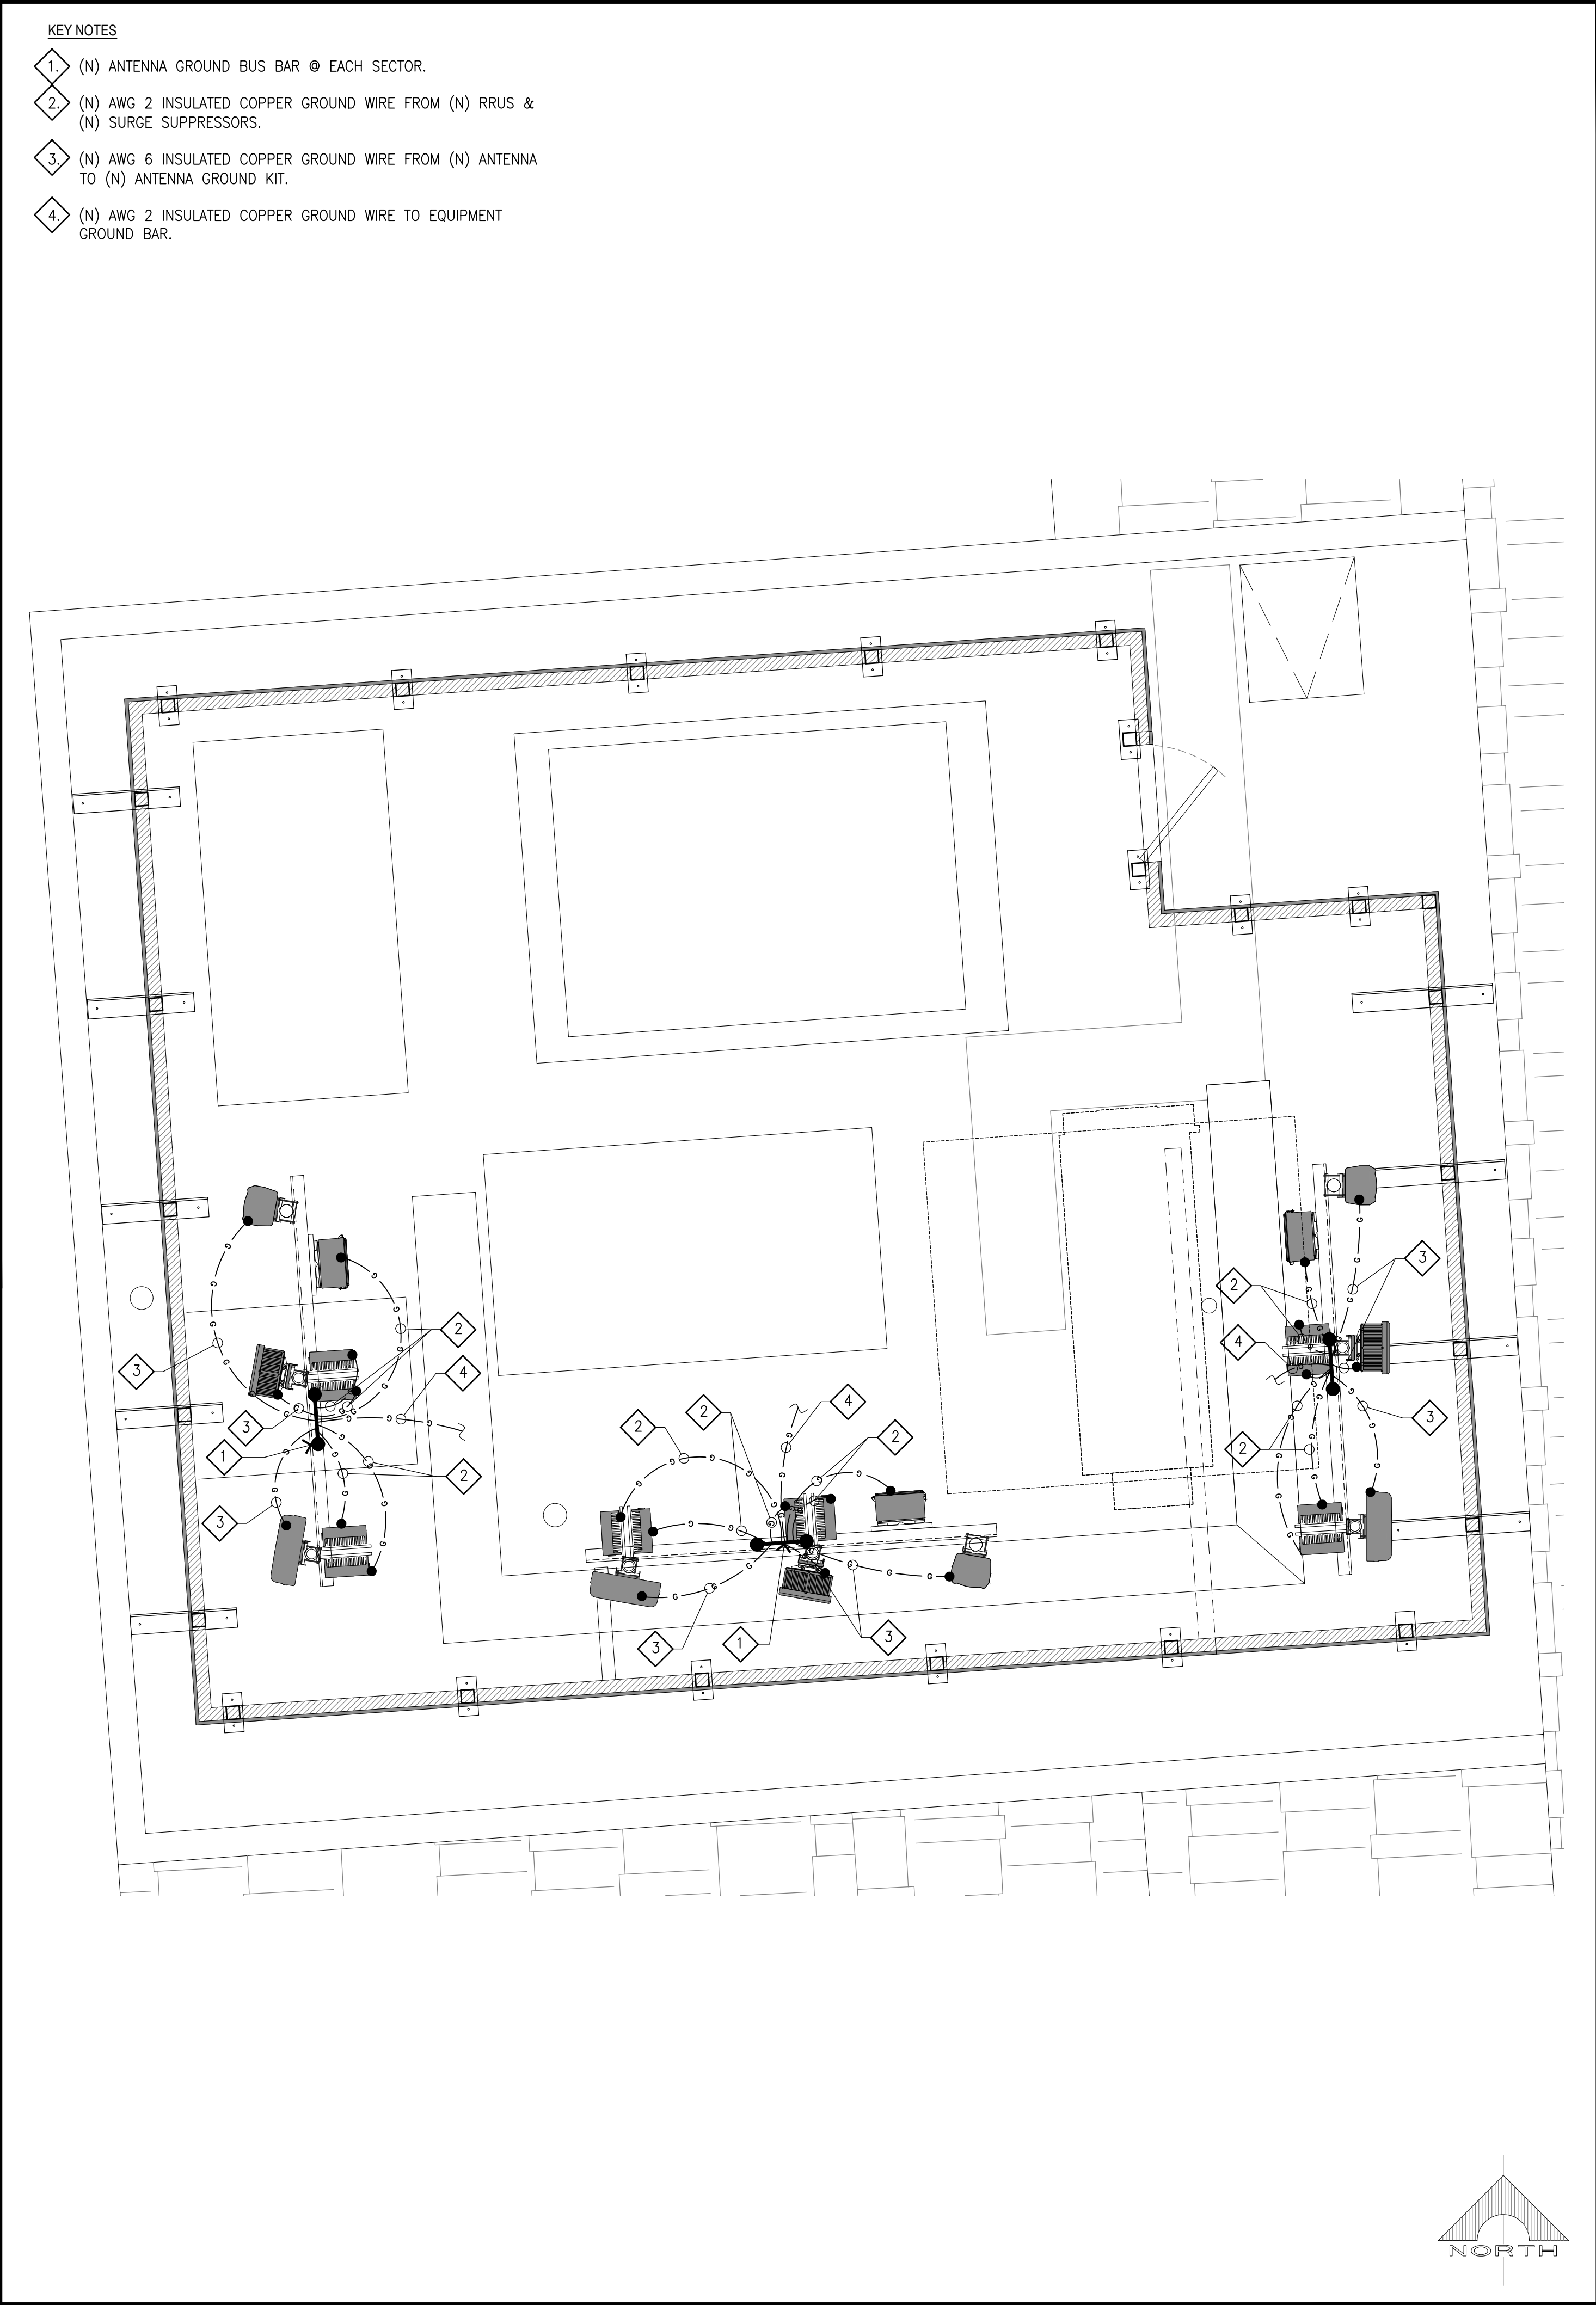 KEY NOTES
1. (N) ANTENNA GROUND BUS BAR @ EACH SECTOR.
2. (N) AWG 2 INSULATED COPPER GROUND WIRE FROM (N) RRUS &
(N) SURGE SUPPRESSORS.
3. (N) AWG 6 INSULATED COPPER GROUND WIRE FROM (N) ANTENNA
TO (N) ANTENNA GROUND KIT.
4. (N) AWG 2 INSULATED COPPER GROUND WIRE TO EQUIPMENT
GROUND BAR.
2
3
4
3
1
2
3
2
2
4
2
3
1
3
2
3
4
3
2
NORTH